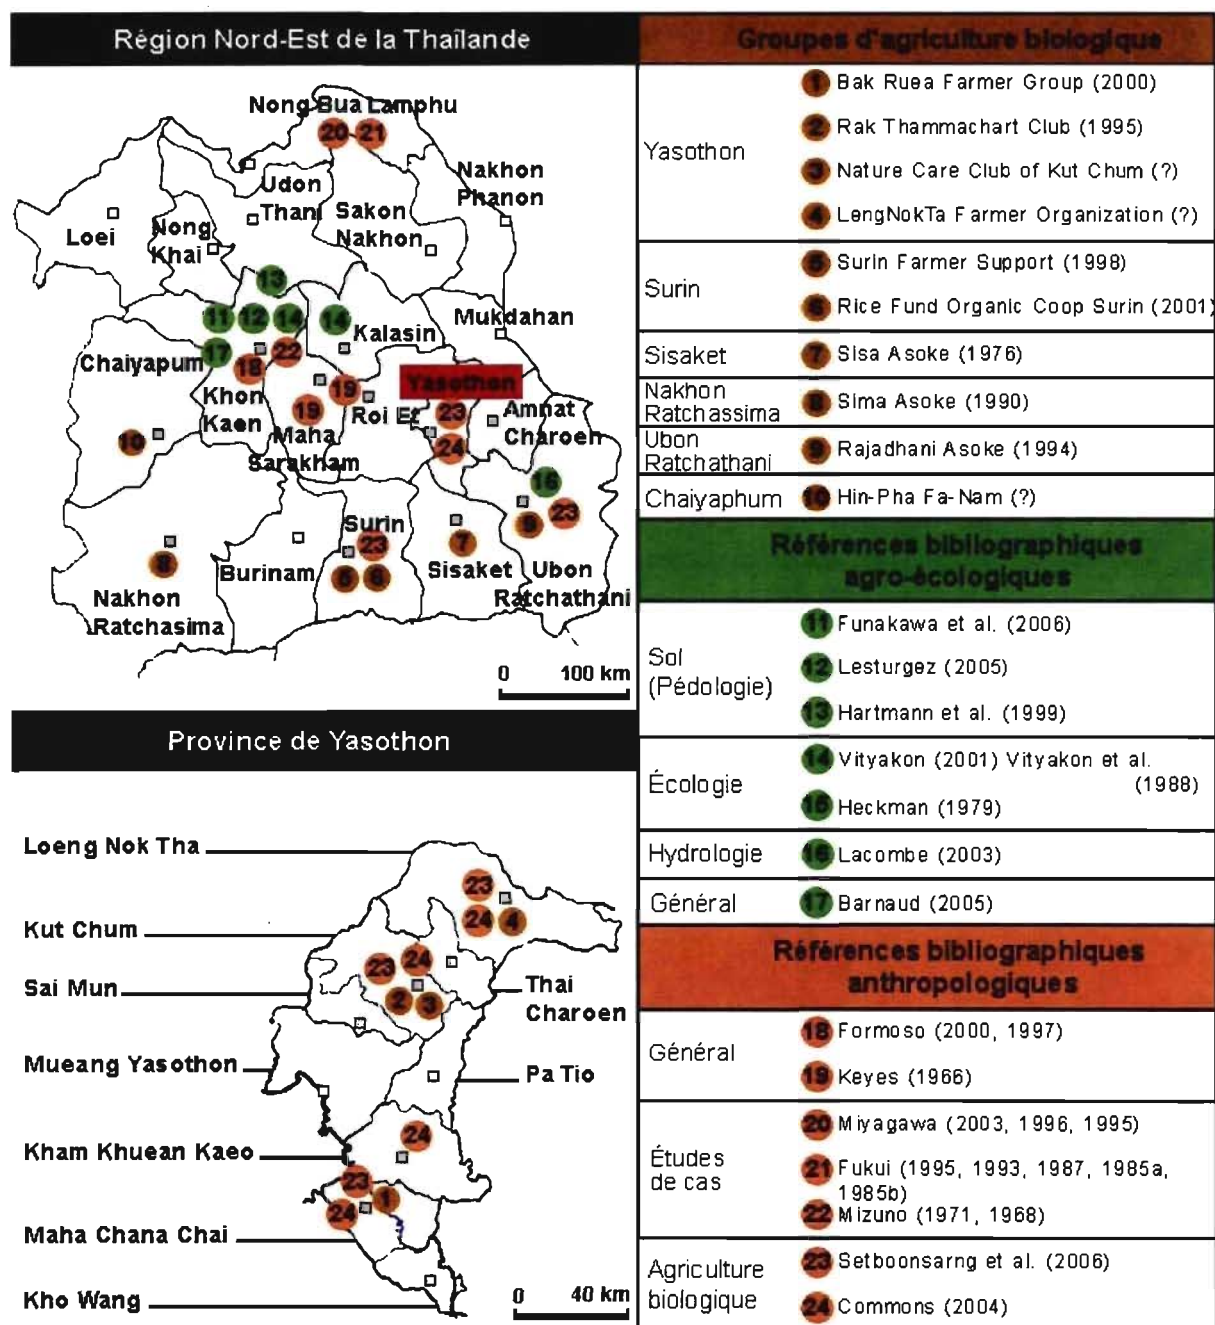 Région Nord-Est de la Thaïlande
Nong Bua Lamphu
20 21
Nakhon
Phanon
Udon
Thani
Sakon
Nakhon
Loei
Nong
Khai
13
11 12 14 14
Kalasin
Mukdahan
Chaiyapum
17
18 22
Khon
Kaen
19
19
Maha
Sarakham
Roi Et
Yasothon
23
24
Amnat
Charoen
10
16
9 23
Surin
23
5 6
7
Sisaket
Ubon
Ratchathani
8
Burinam
Nakhon
Ratchasima
0 100 km
Province de Yasothon
Loeng Nok Tha
Kut Chum
Sai Mun
Mueang Yasothon
Kham Khuean Kaeo
Maha Chana Chai
Kho Wang
Thai
Charoen
Pa Tio
23
24 4
23 24
2 3
24
23
24 1
0 40 km
Groupes d'agriculture biologique
Yasothon
1 Bak Ruea Farmer Group (2000)
2 Rak Thammachart Club (1995)
3 Nature Care Club of Kut Chum (?)
4 LengNokTa Farmer Organization (?)
Surin
5 Surin Farmer Support (1998)
6 Rice Fund Organic Coop Surin (2001)
Sisaket
7 Sisa Asoke (1976)
Nakhon
Ratchassima
8 Sima Asoke (1990)
Ubon
Ratchathani
9 Rajadhani Asoke (1994)
Chaiyaphum
10 Hin-Pha Fa-Nam (?)
Références bibliographiques
agro-écologiques
Sol
(Pédologie)
11 Funakawa et al. (2006)
12 Lesturgez (2005)
13 Hartmann et al. (1999)
Écologie
14 Vityakon (2001) Vityakon et al.
(1988)
15 Heckman (1979)
Hydrologie
16 Lacombe (2003)
Général
17 Barnaud (2005)
Références bibliographiques
anthropologiques
Général
18 Formoso (2000, 1997)
19 Keyes (1966)
Études
de cas
20 Miyagawa (2003, 1996, 1995)
21 Fukui (1995, 1993, 1987, 1985a,
1985b)
22 Mizuno (1971, 1968)
Agriculture
biologique
23 Setboonsarng et al. (2006)
24 Commons (2004)